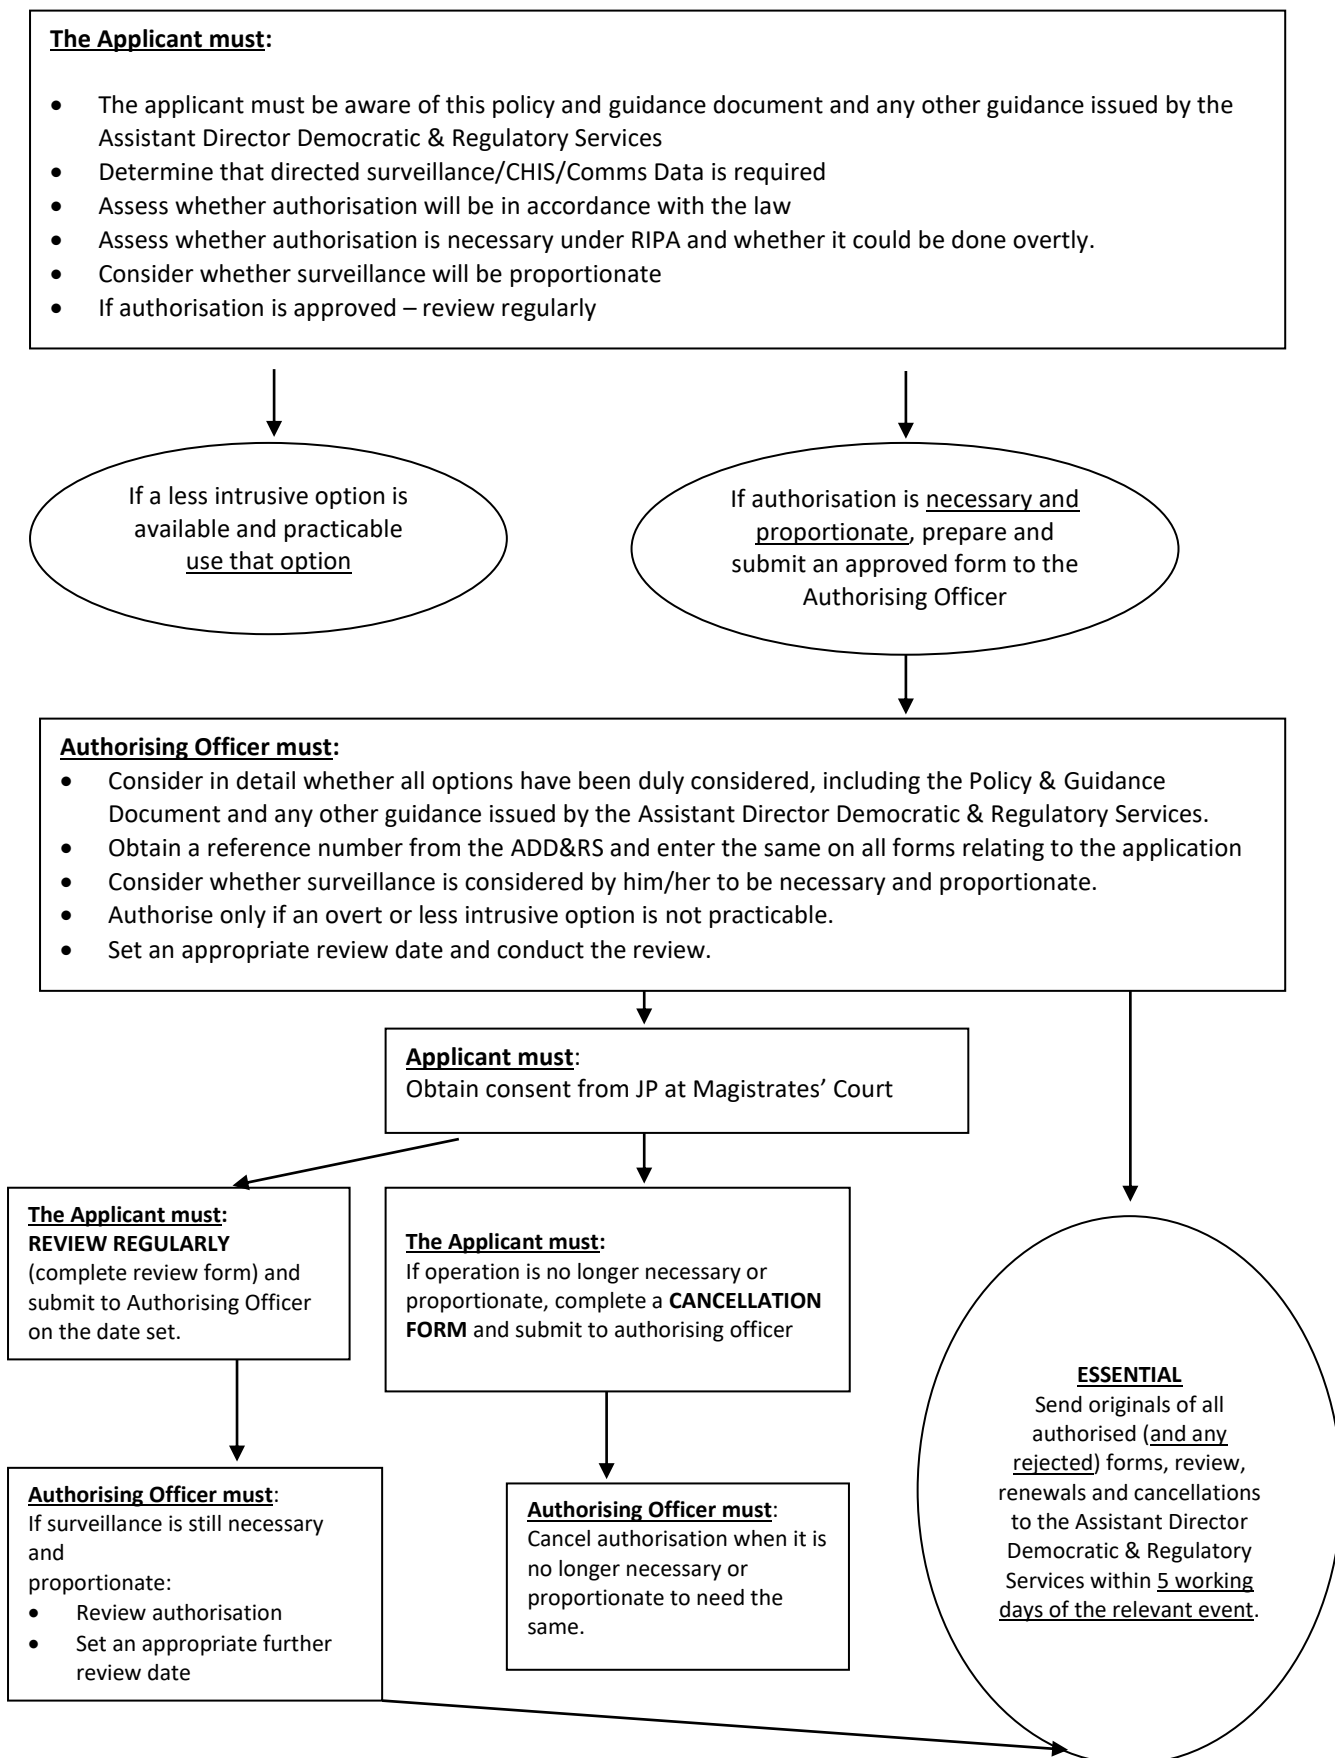 The Applicant must:
• The applicant must be aware of this policy and guidance document and any other guidance issued by the
Assistant Director Democratic & Regulatory Services
• Determine that directed surveillance/CHIS/Comms Data is required
• Assess whether authorisation will be in accordance with the law
• Assess whether authorisation is necessary under RIPA and whether it could be done overtly.
• Consider whether surveillance will be proportionate
• If authorisation is approved – review regularly
If a less intrusive option is
available and practicable
use that option
If authorisation is necessary and
proportionate, prepare and
submit an approved form to the
Authorising Officer
Authorising Officer must:
• Consider in detail whether all options have been duly considered, including the Policy & Guidance
Document and any other guidance issued by the Assistant Director Democratic & Regulatory Services.
• Obtain a reference number from the ADD&RS and enter the same on all forms relating to the application
• Consider whether surveillance is considered by him/her to be necessary and proportionate.
• Authorise only if an overt or less intrusive option is not practicable.
• Set an appropriate review date and conduct the review.
Applicant must:
Obtain consent from JP at Magistrates’ Court
The Applicant must:
REVIEW REGULARLY
(complete review form) and
submit to Authorising Officer
on the date set.
The Applicant must:
If operation is no longer necessary or
proportionate, complete a CANCELLATION
FORM and submit to authorising officer
ESSENTIAL
Send originals of all
authorised (and any
rejected) forms, review,
renewals and cancellations
to the Assistant Director
Democratic & Regulatory
Services within 5 working
days of the relevant event.
Authorising Officer must:
If surveillance is still necessary
and
proportionate:
• Review authorisation
• Set an appropriate further
review date
Authorising Officer must:
Cancel authorisation when it is
no longer necessary or
proportionate to need the
same.